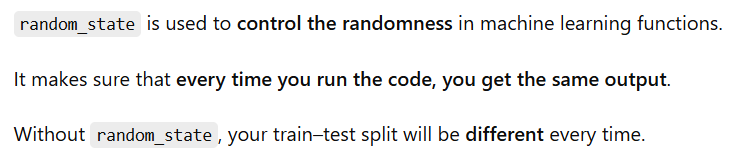 random_state is used to control the randomness in machine learning functions.
It makes sure that every time you run the code, you get the same output.
Without random_state, your train–test split will be different every time.